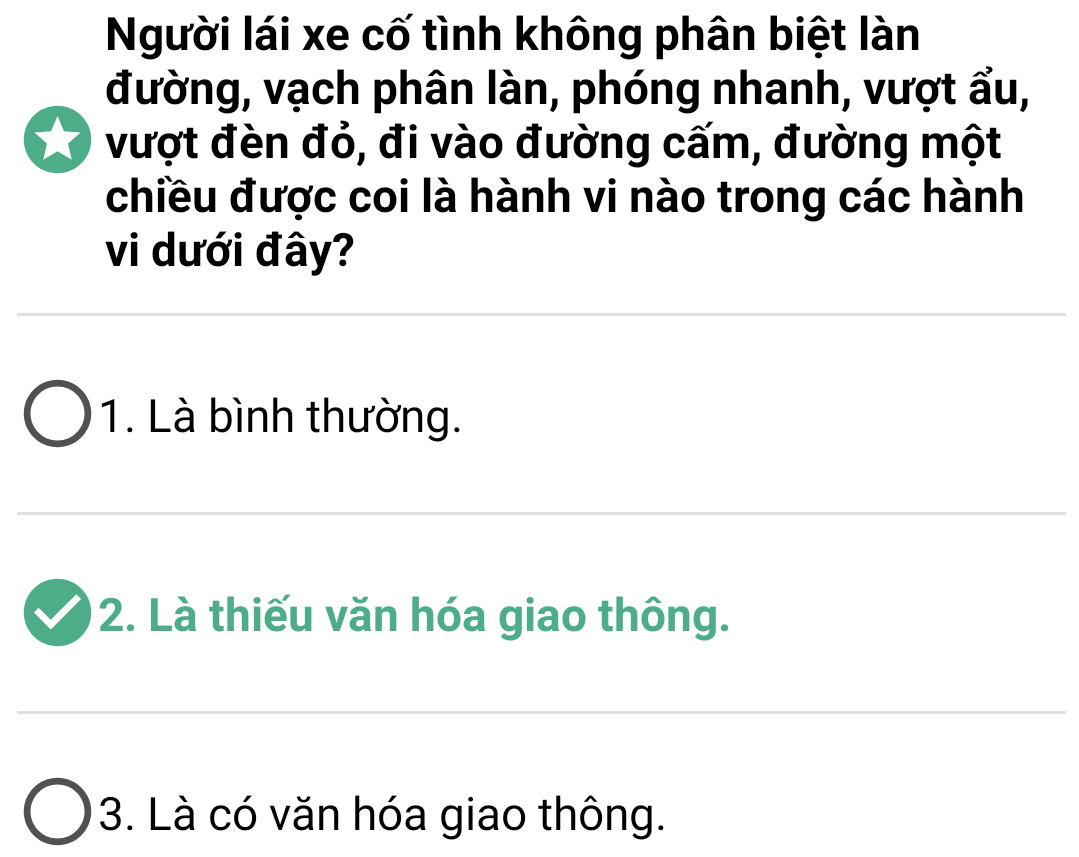 Người lái xe cố tình không phân biệt làn
đường, vạch phân làn, phóng nhanh, vượt ẩu,
vượt đèn đỏ, đi vào đường cấm, đường một
chiều được coi là hành vi nào trong các hành
vi dưới đây?
1. Là bình thường.
2. Là thiếu văn hóa giao thông.
3. Là có văn hóa giao thông.